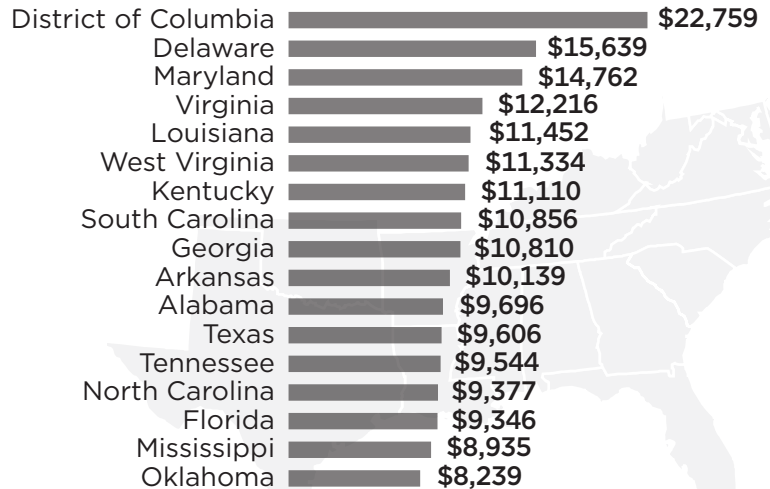 District of Columbia $22,759
Delaware $15,639
Maryland $14,762
Virginia $12,216
Louisiana $11,452
West Virginia $11,334
Kentucky $11,110
South Carolina $10,856
Georgia $10,810
Arkansas $10,139
Alabama $9,696
Texas $9,606
Tennessee $9,544
North Carolina $9,377
Florida $9,346
Mississippi $8,935
Oklahoma $8,239